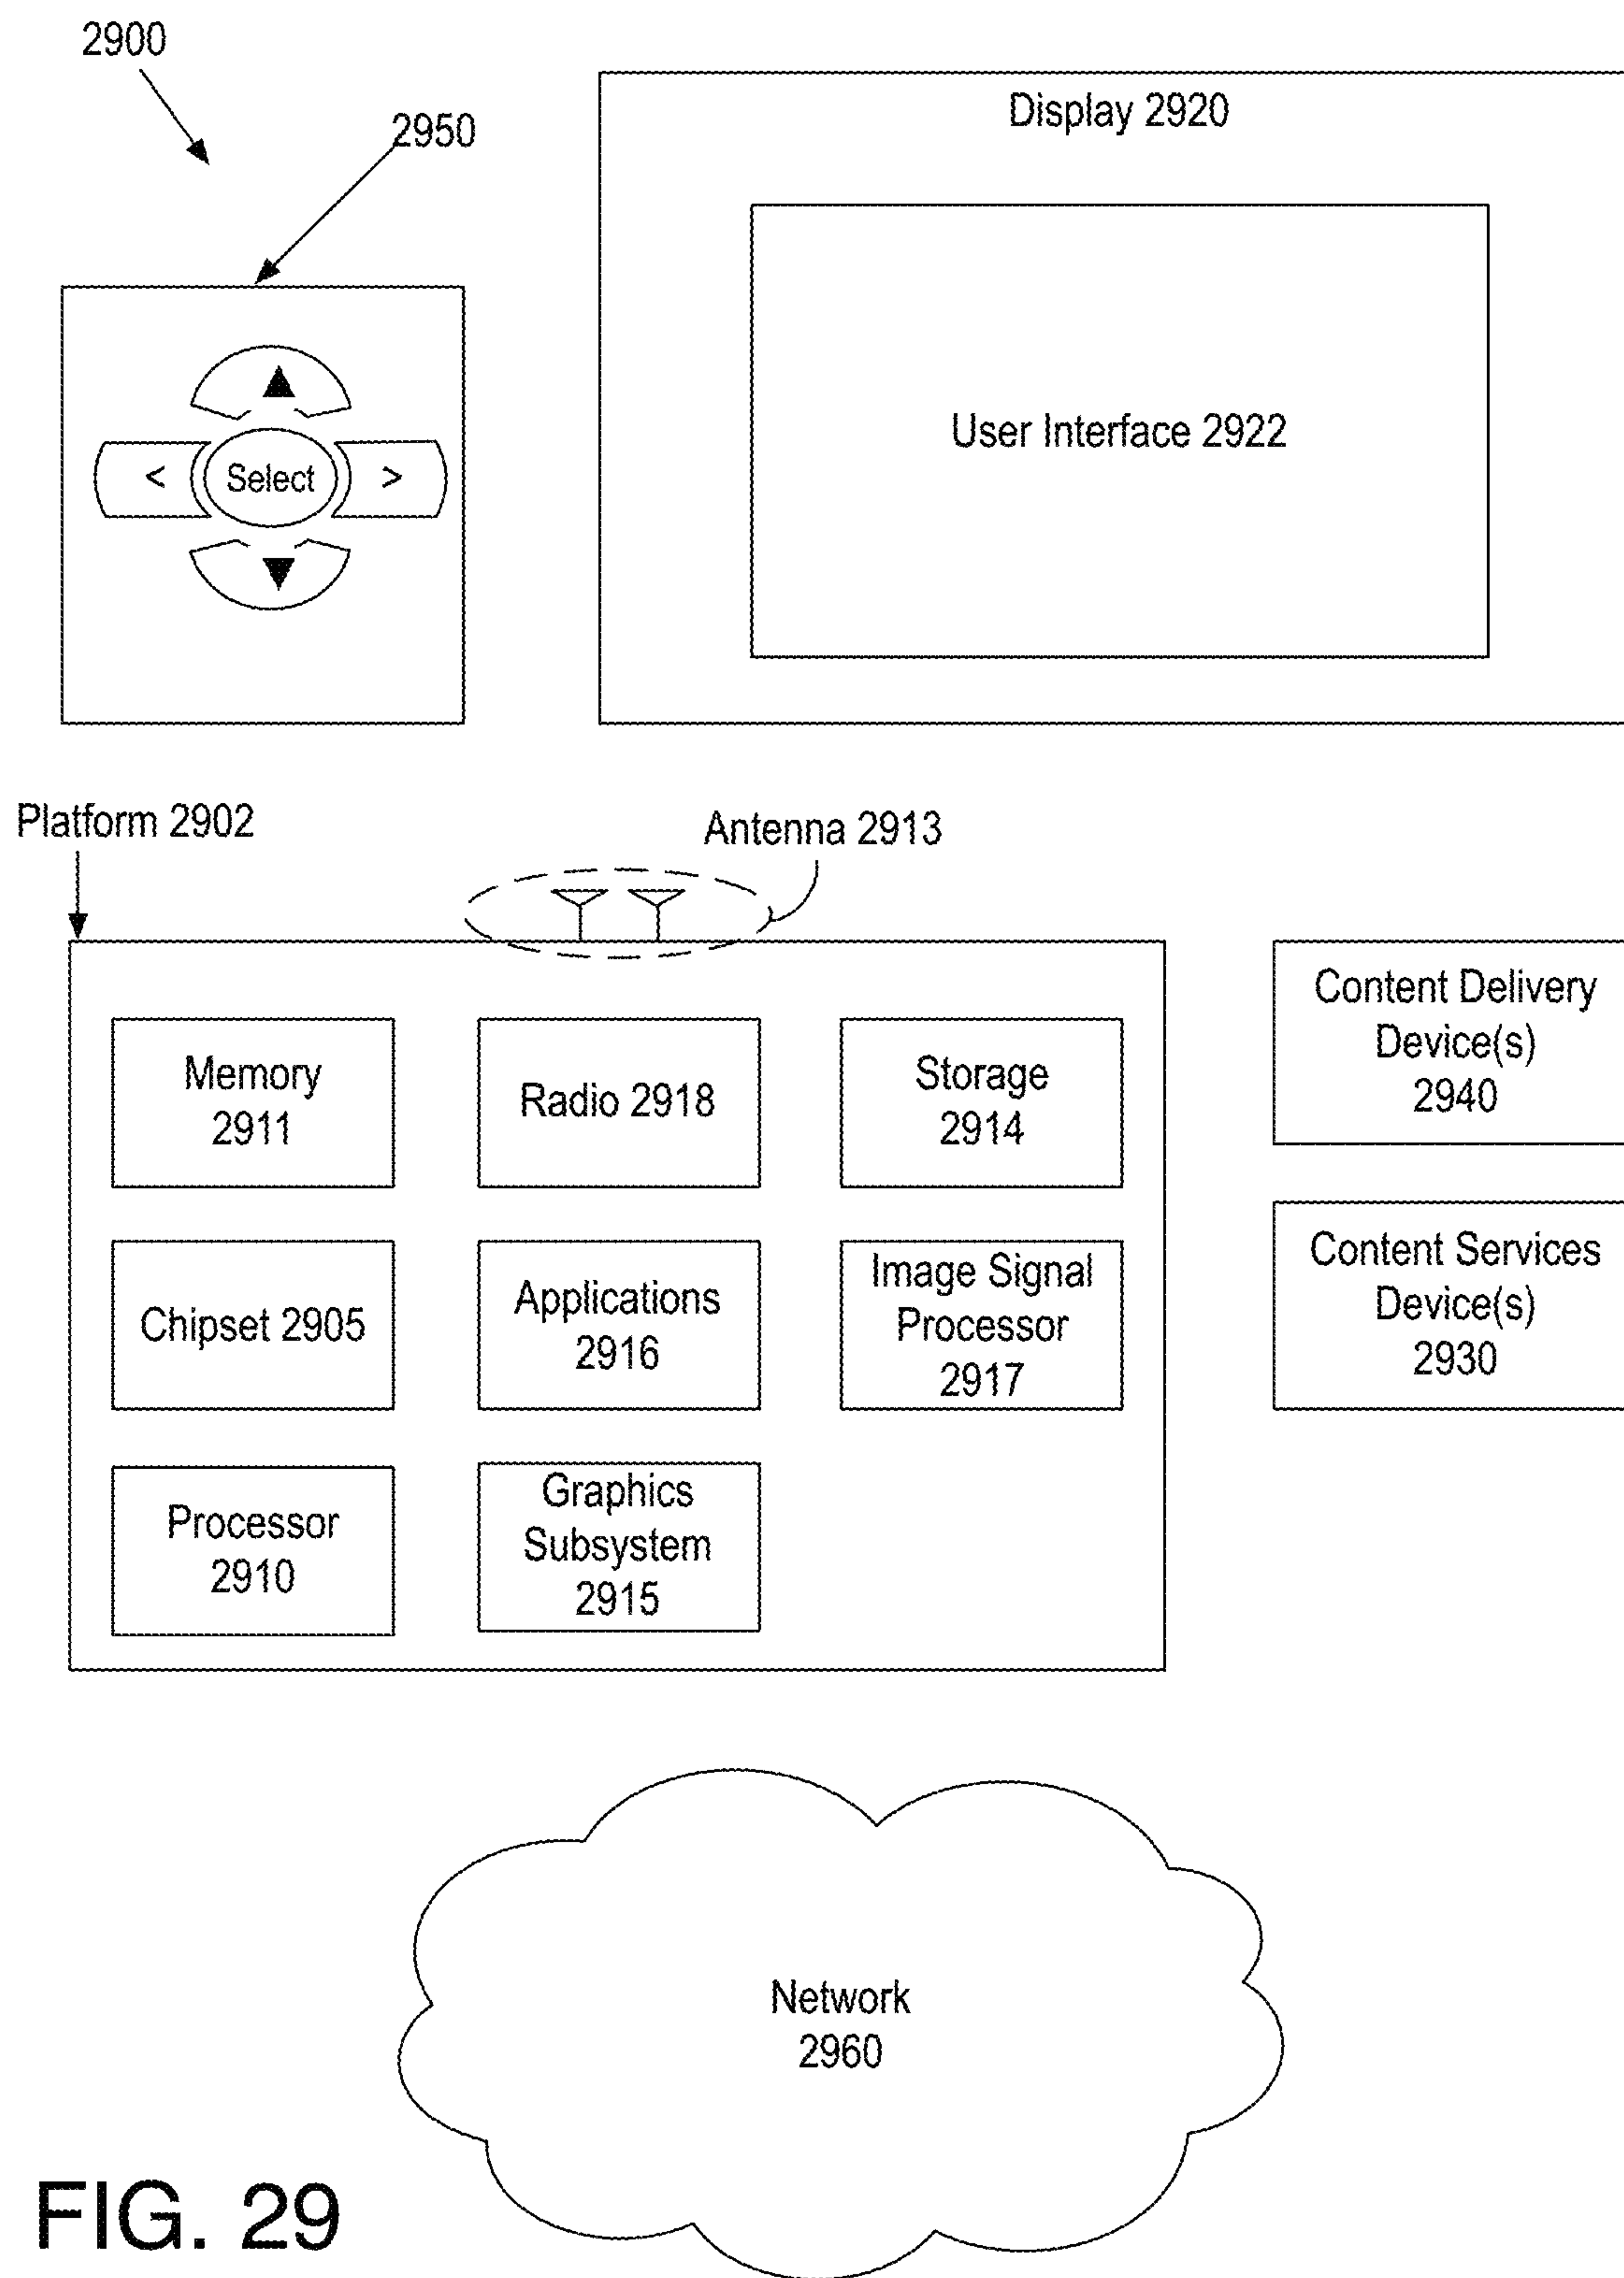 2900
2950
Display 2920
User Interface 2922
<
Select
>
Platform 2902
Antenna 2913
Memory
2911
Radio 2918
Storage
2914
Content Delivery
Device(s)
2940
Chipset 2905
Applications
2916
Image Signal
Processor
2917
Content Services
Device(s)
2930
Processor
2910
Graphics
Subsystem
2915
Network
2960
FIG. 29